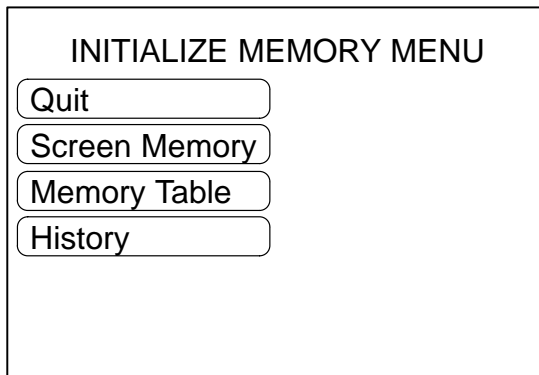 INITIALIZE MEMORY MENU
Quit
Screen Memory
Memory Table
History